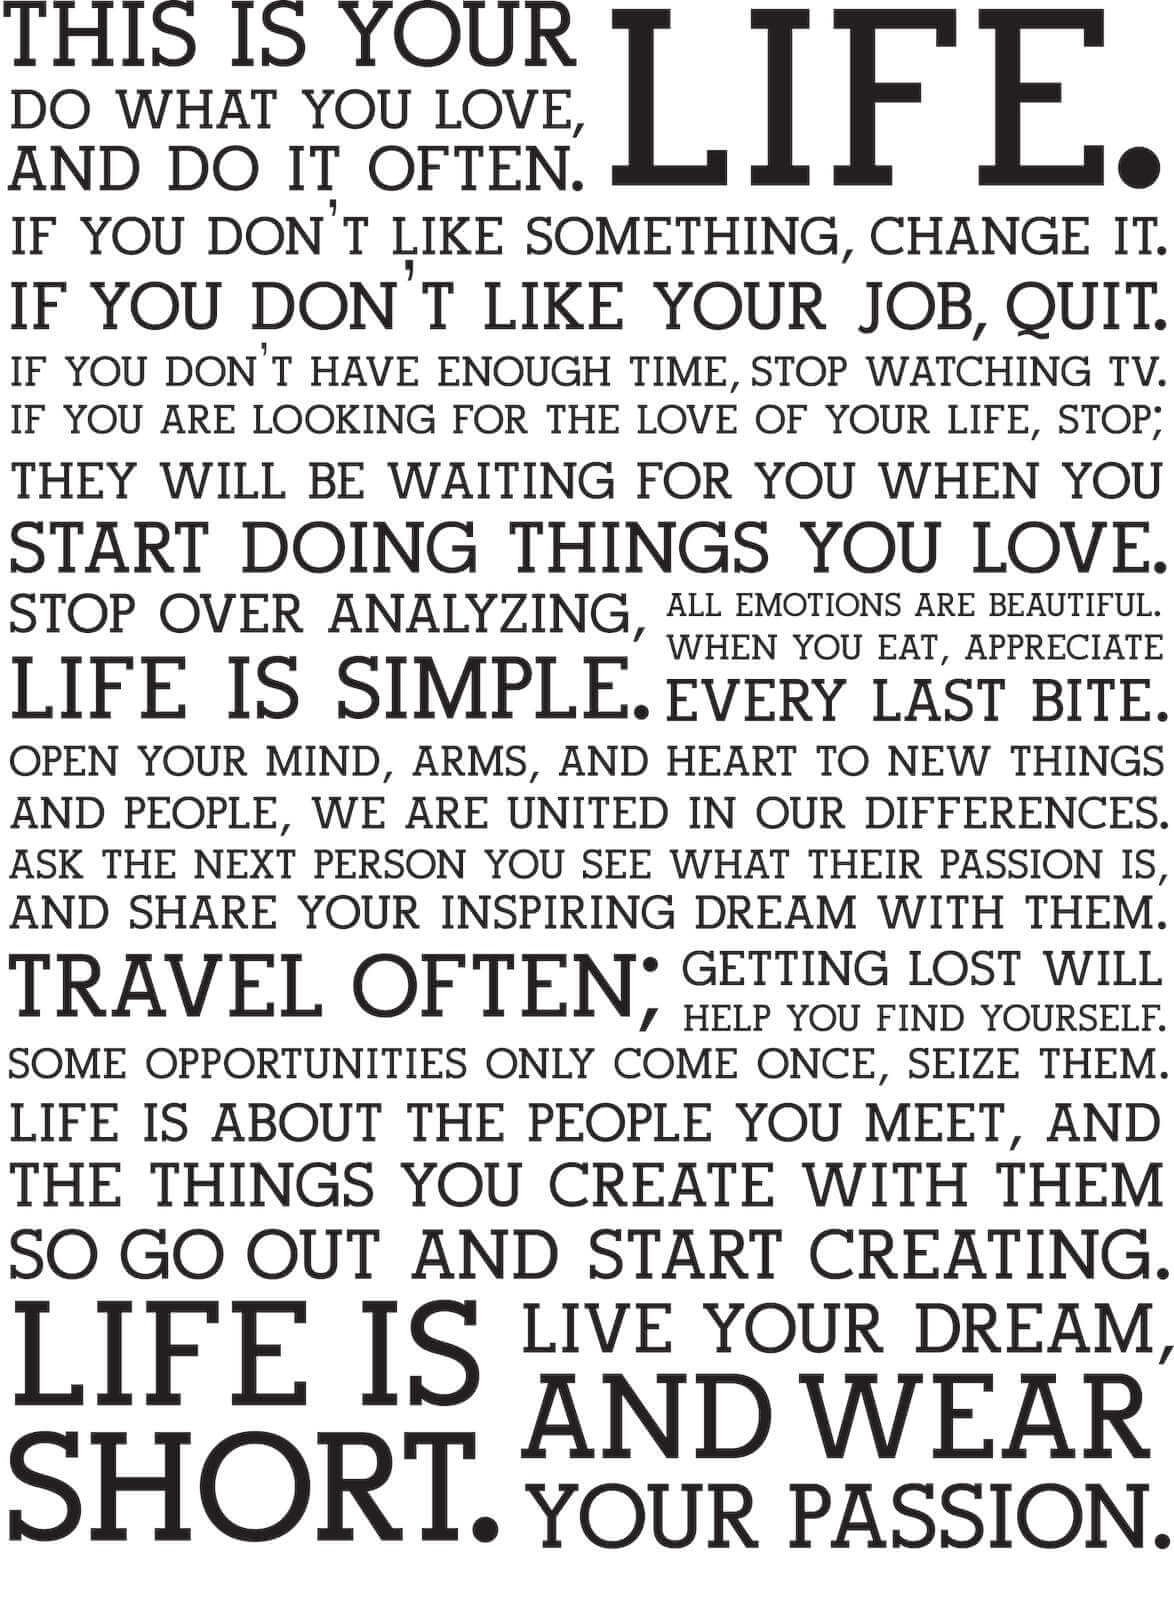 THIS IS YOUR LIFE.
DO WHAT YOU LOVE,
AND DO IT OFTEN.
IF YOU DON'T LIKE SOMETHING, CHANGE IT.
IF YOU DON'T LIKE YOUR JOB, QUIT.
IF YOU DON'T HAVE ENOUGH TIME, STOP WATCHING TV.
IF YOU ARE LOOKING FOR THE LOVE OF YOUR LIFE, STOP;
THEY WILL BE WAITING FOR YOU WHEN YOU
START DOING THINGS YOU LOVE.
STOP OVER ANALYZING,
LIFE IS SIMPLE.
ALL EMOTIONS ARE BEAUTIFUL.
WHEN YOU EAT, APPRECIATE
EVERY LAST BITE.
OPEN YOUR MIND, ARMS, AND HEART TO NEW THINGS
AND PEOPLE, WE ARE UNITED IN OUR DIFFERENCES.
ASK THE NEXT PERSON YOU SEE WHAT THEIR PASSION IS,
AND SHARE YOUR INSPIRING DREAM WITH THEM.
TRAVEL OFTEN;
GETTING LOST WILL
HELP YOU FIND YOURSELF.
SOME OPPORTUNITIES ONLY COME ONCE, SEIZE THEM.
LIFE IS ABOUT THE PEOPLE YOU MEET, AND
THE THINGS YOU CREATE WITH THEM
SO GO OUT AND START CREATING.
LIFE IS
SHORT.
LIVE YOUR DREAM,
AND WEAR
YOUR PASSION.